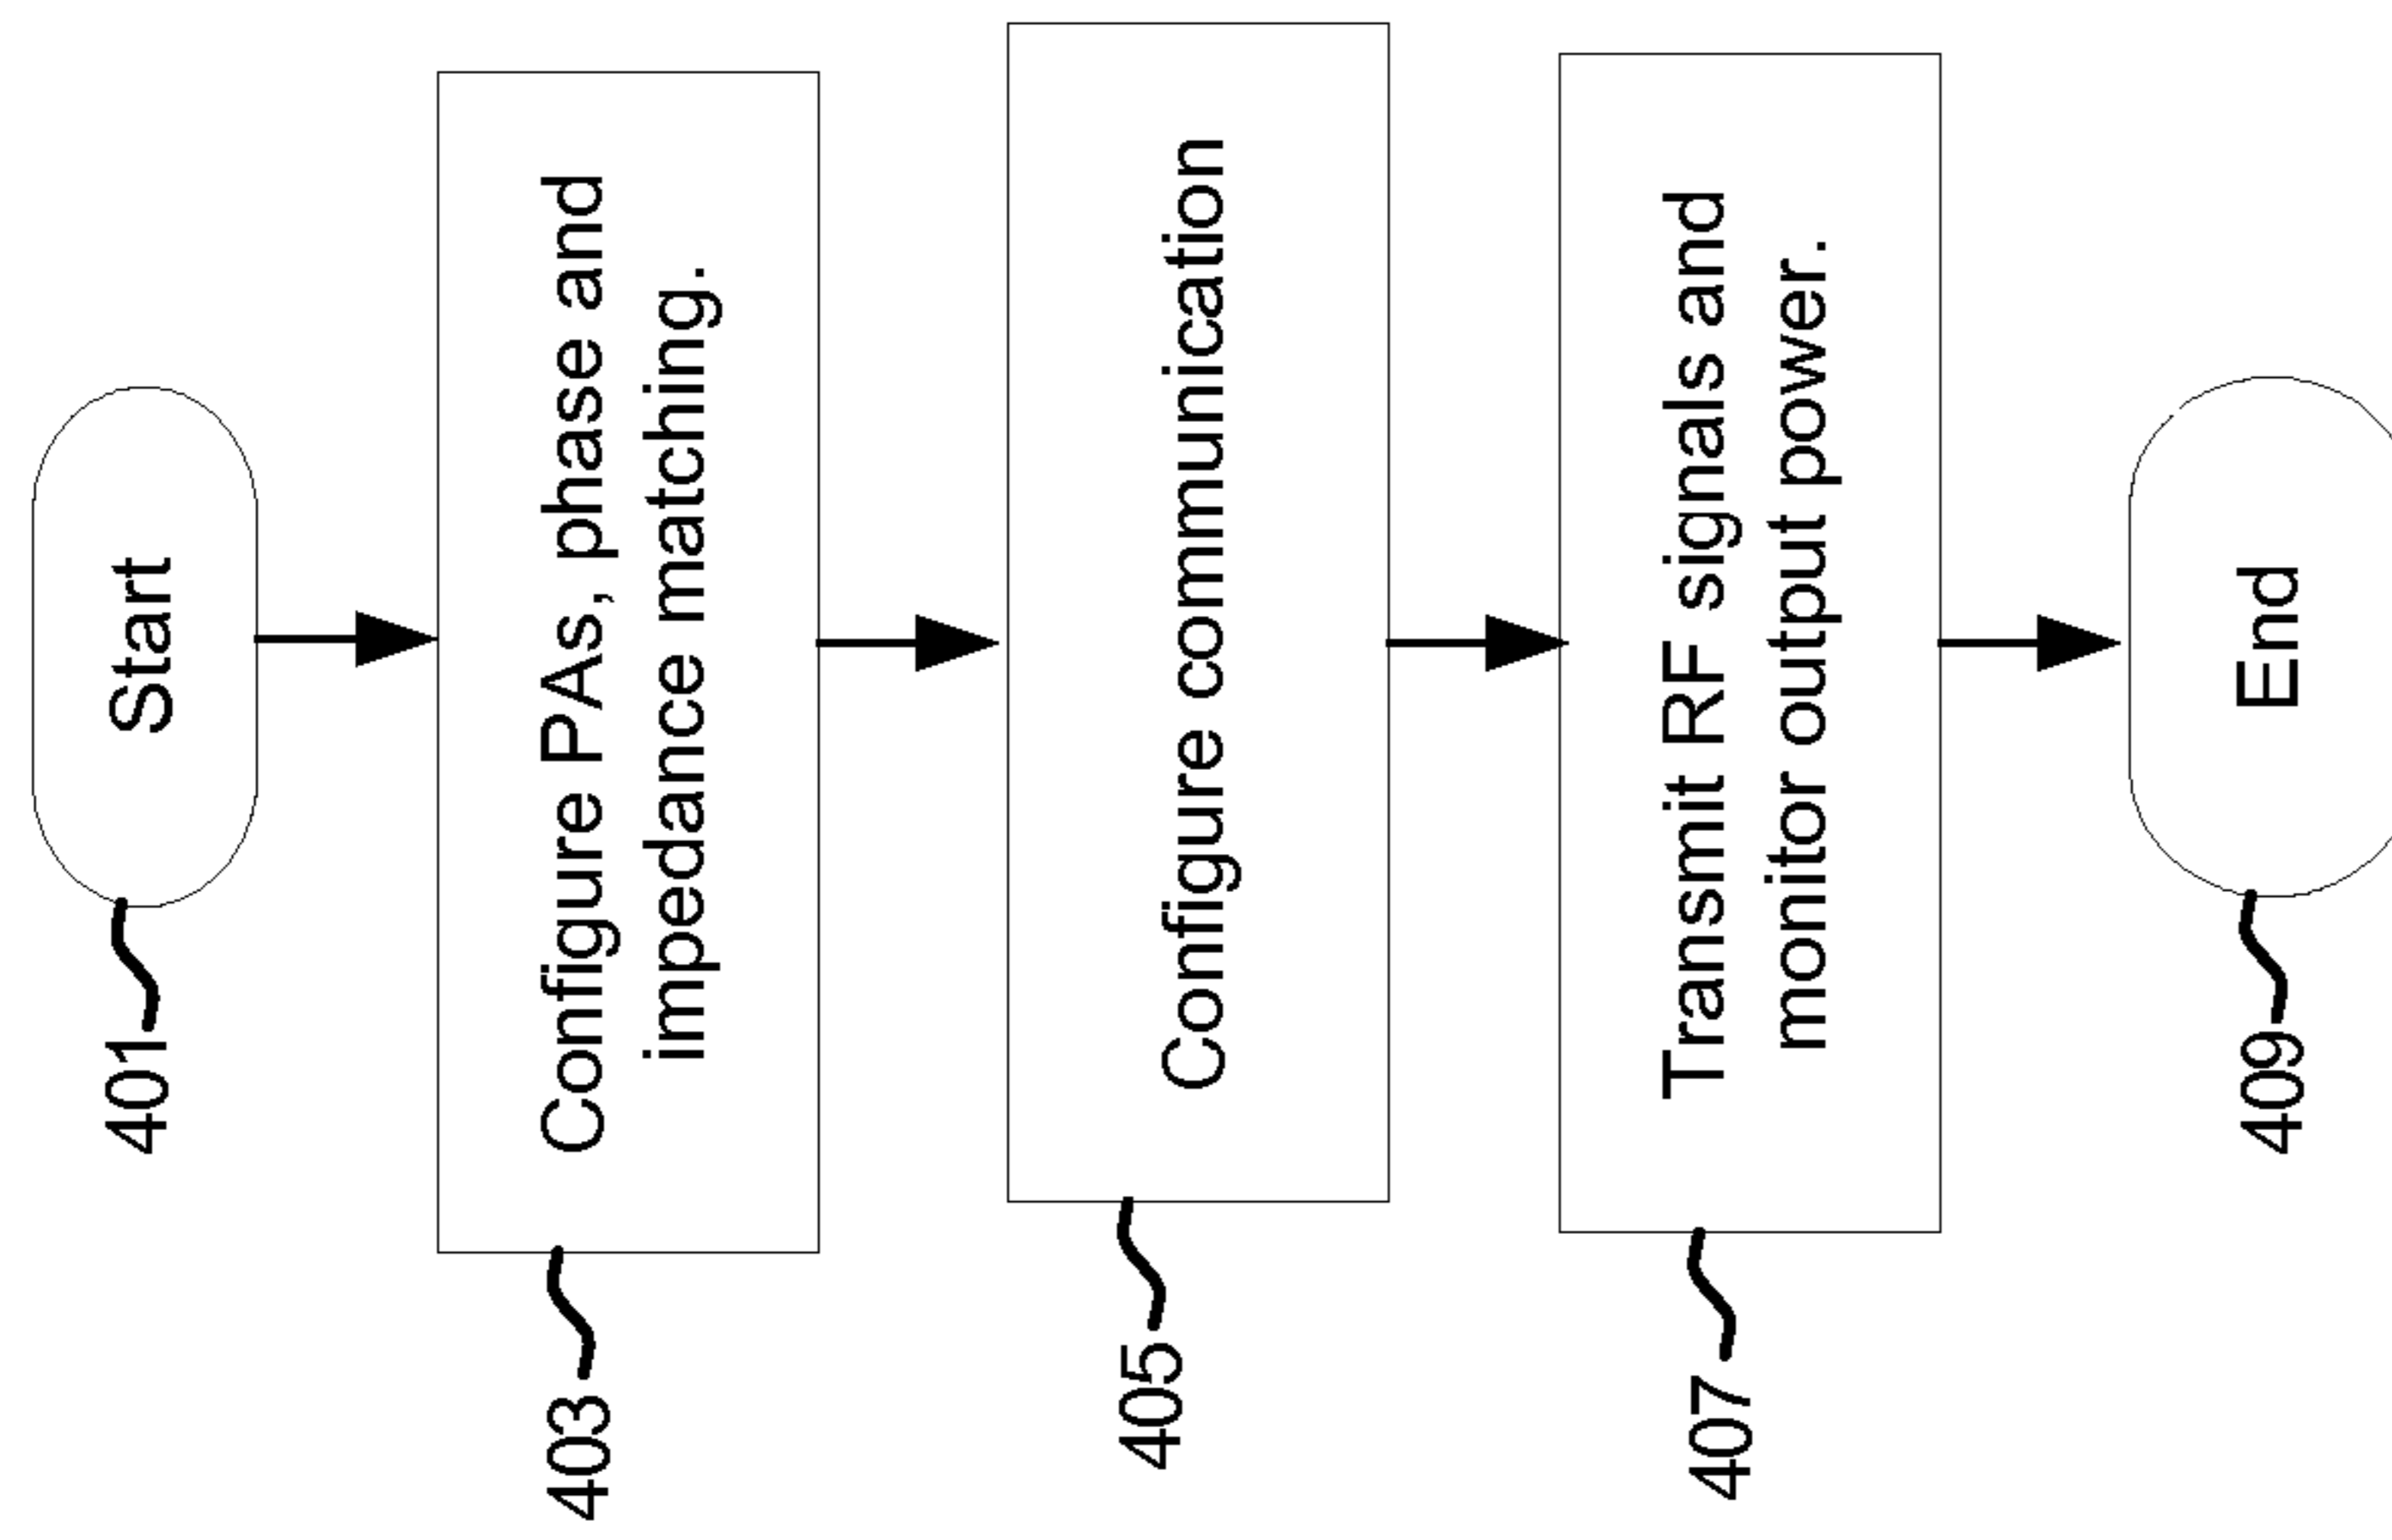 Start
401
Configure PAs, phase and
impedance matching.
403
Configure communication
405
Transmit RF signals and
monitor output power.
407
End
409